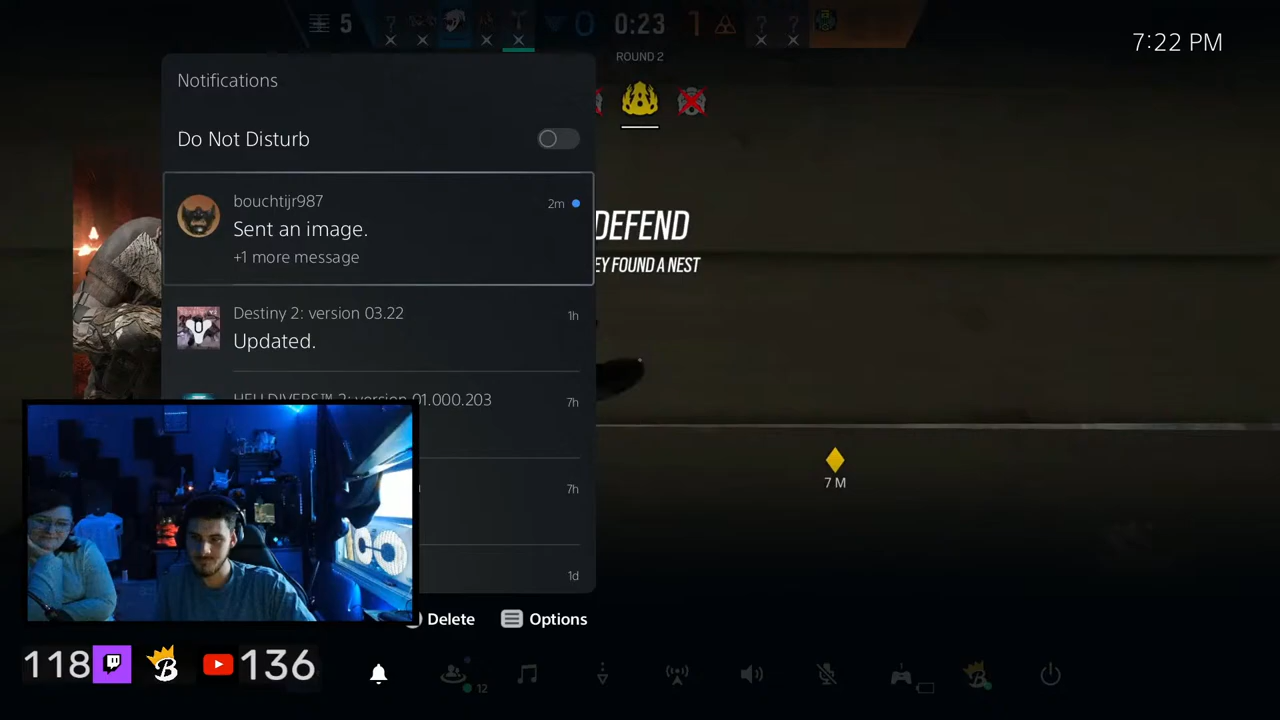 5
? ? 0 0:23 1 ? ?
ROUND 2
7:22 PM
Notifications
Do Not Disturb
bouchtijr987
2m
Sent an image.
+1 more message
DEFEND
EY FOUND A NEST
Destiny 2: version 03.22
1h
Updated.
HELLDIVERS™ 2: version 01.000.203
7h
7h
7 M
1d
Delete
Options
118
B
136
12